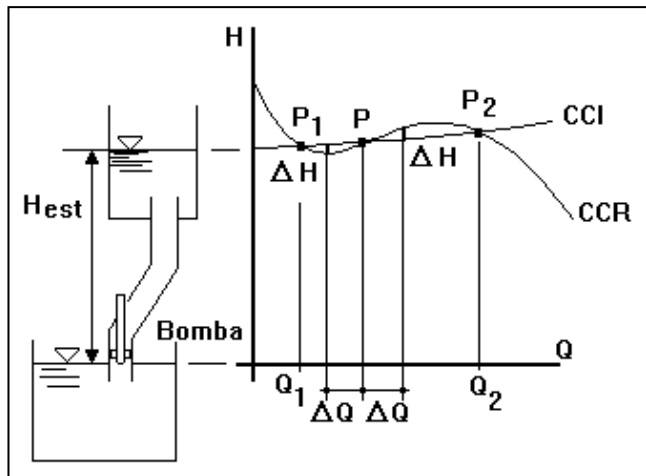 H
P1 P P2
CCI
ΔH ΔH
Hest
CCR
Bomba
Q
Q1 Q2
ΔQ ΔQ